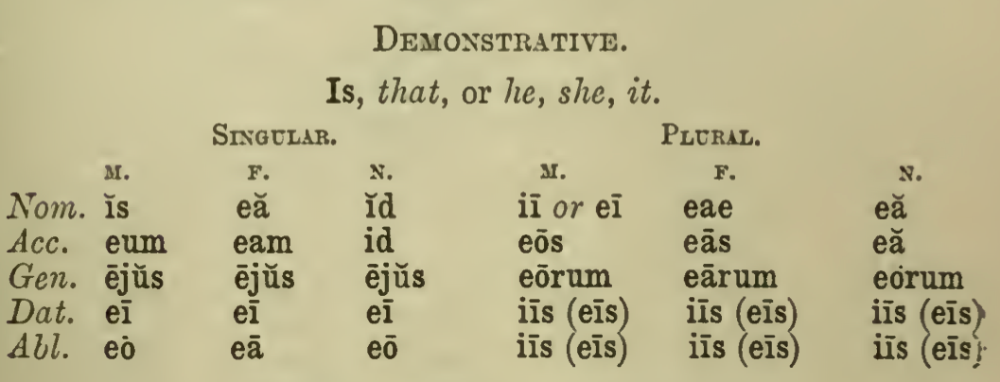 DEMONSTRATIVE.
Is, that, or he, she, it.
SINGULAR. PLURAL.
M. F. N. M. F. N.
Nom. ĭs eă ĭd iī or eī eae eă
Acc. eum eam id eōs eās eă
Gen. ējŭs ējŭs ējŭs eōrum eārum eōrum
Dat. eī eī eī iīs (eīs) iīs (eīs) iīs (eīs)
Abl. eō eā eō iīs (eīs) iīs (eīs) iīs (eīs)